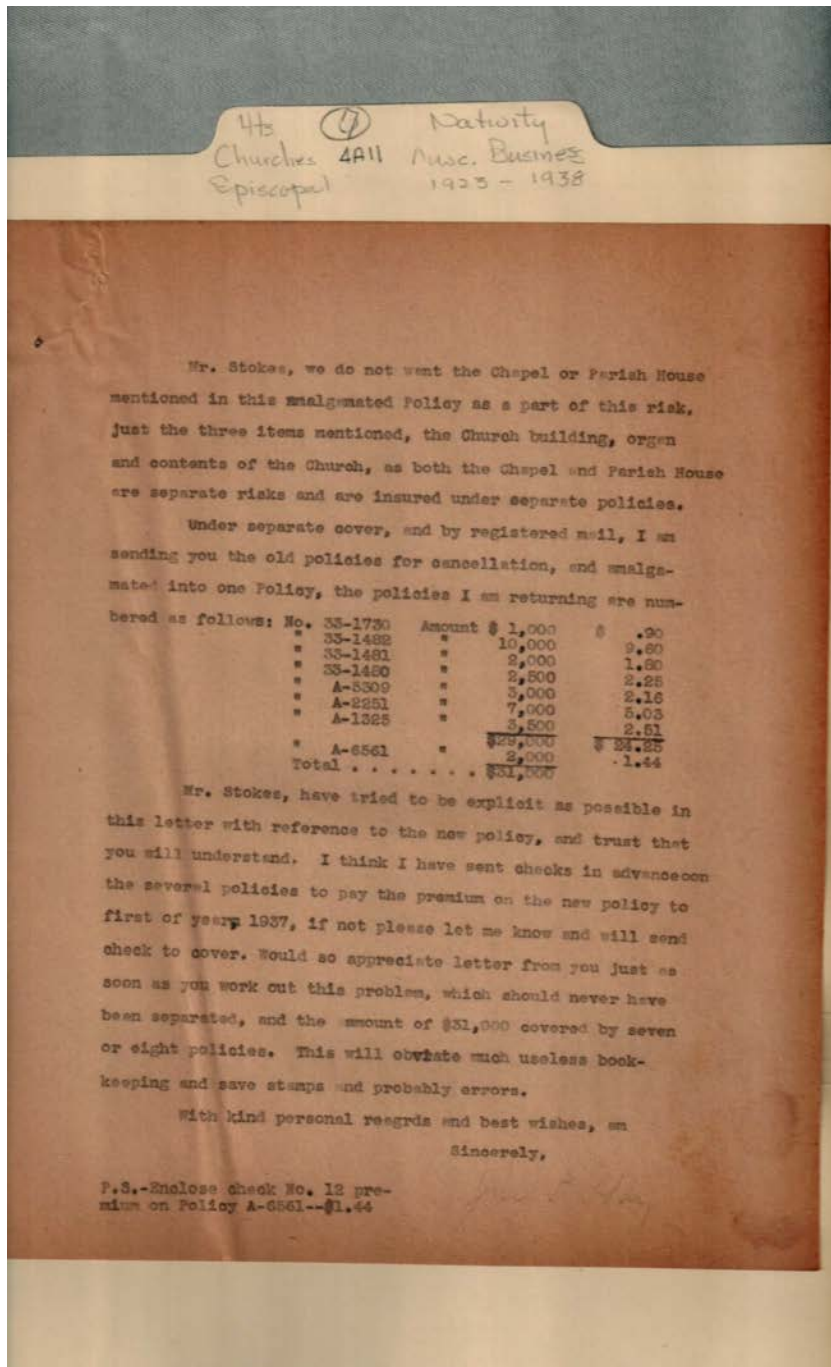 4ts ⑦ Nativity
Churches 4A11 Misc. Business
Episcopal 1923 - 1938
Mr. Stokes, we do not want the Chapel or Parish House
mentioned in this amalgamated Policy as a part of this risk,
just the three items mentioned, the Church building, organ
and contents of the Church, as both the Chapel and Parish House
are separate risks and are insured under separate policies.
Under separate cover, and by registered mail, I am
sending you the old policies for cancellation, and amalga-
mated into one Policy, the policies I am returning are num-
bered as follows: No. 33-1730 Amount $ 1,000 $ .90
" 33-1482 " 10,000 9.60
" 33-1481 " 2,000 1.80
" 33-1480 " 2,500 2.25
" A-3309 " 3,000 2.16
" A-2251 " 7,000 5.03
" A-1325 " 3,500 2.51
$29,000 $ 24.25
" A-6561 " 2,000 1.44
Total . . . . . . . $31,000
Mr. Stokes, have tried to be explicit as possible in
this letter with reference to the new policy, and trust that
you will understand. I think I have sent checks in advanceoon
the several policies to pay the premium on the new policy to
first of year, 1937, if not please let me know and will send
check to cover. Would so appreciate letter from you just as
soon as you work out this problem, which should never have
been separated, and the amount of $31,000 covered by seven
or eight policies. This will obviate much useless book-
keeping and save stamps and probably errors.
With kind personal reegrds and best wishes, am
Sincerely,
P.S.-Enclose check No. 12 pre-
mium on Policy A-6561--$1.44